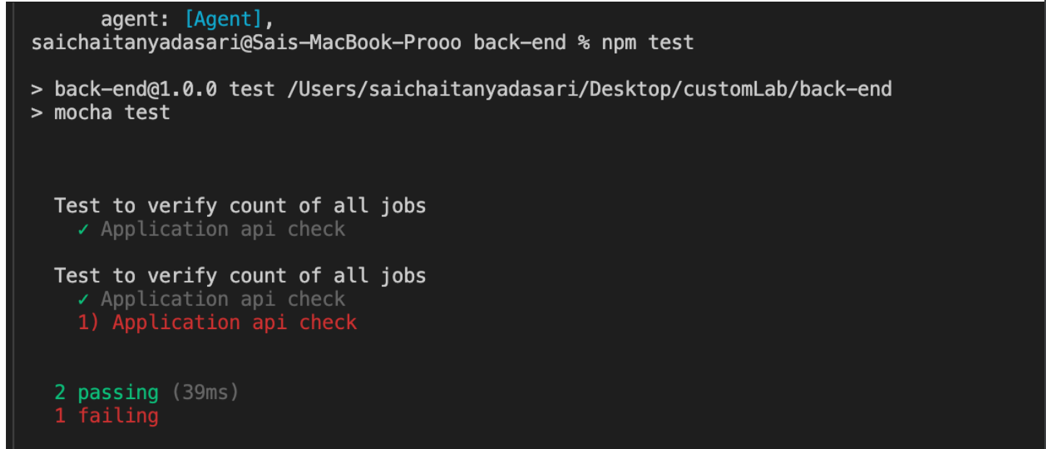 agent: [Agent],
saichaitanyadasari@Sais-MacBook-Prooo back-end % npm test
> back-end@1.0.0 test /Users/saichaitanyadasari/Desktop/customLab/back-end
> mocha test
Test to verify count of all jobs
✓ Application api check
Test to verify count of all jobs
✓ Application api check
1) Application api check
2 passing (39ms)
1 failing